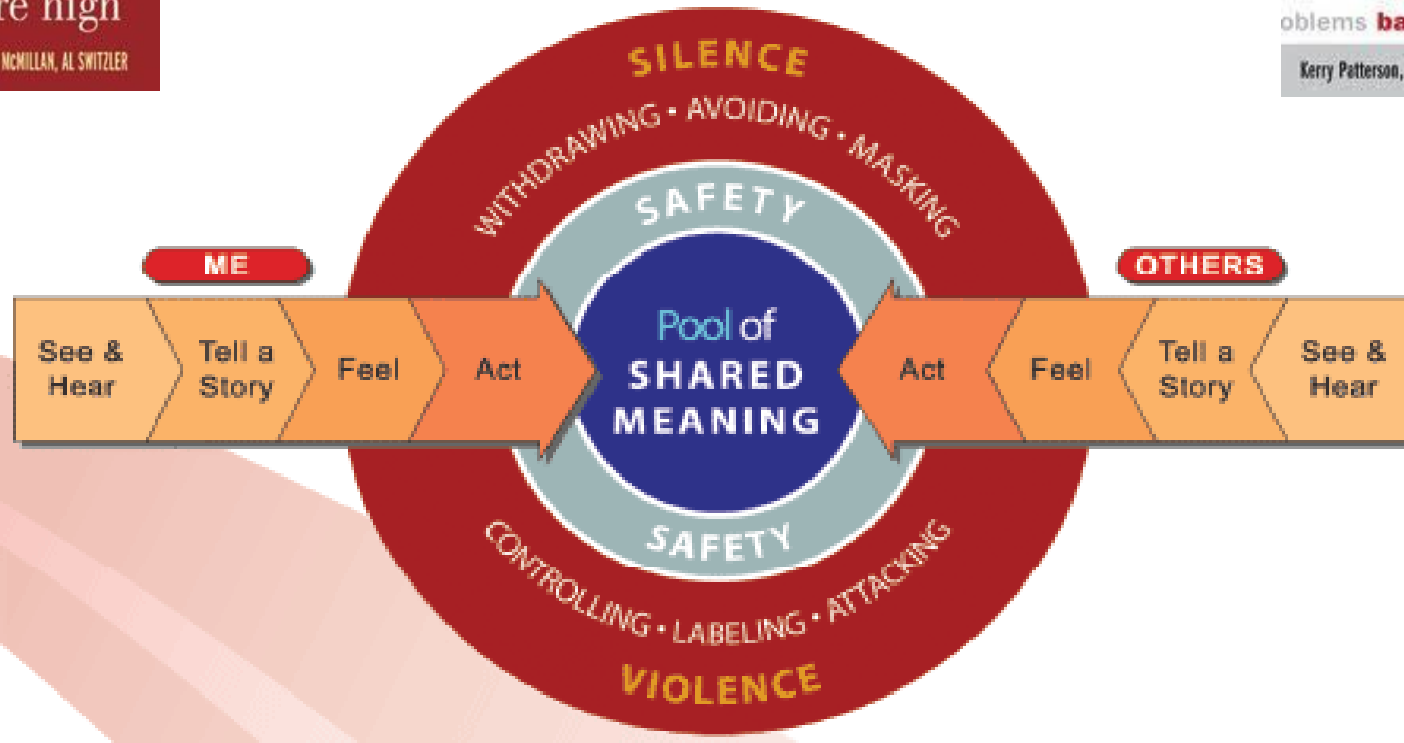 re high
McMILLAN, AL SWITZLER
oblems ba
Kerry Patterson,
SILENCE
WITHDRAWING • AVOIDING • MASKING
SAFETY
ME
OTHERS
See &
Hear
Tell a
Story
Feel
Act
Pool of
SHARED
MEANING
Act
Feel
Tell a
Story
See &
Hear
SAFETY
CONTROLLING • LABELING • ATTACKING
VIOLENCE